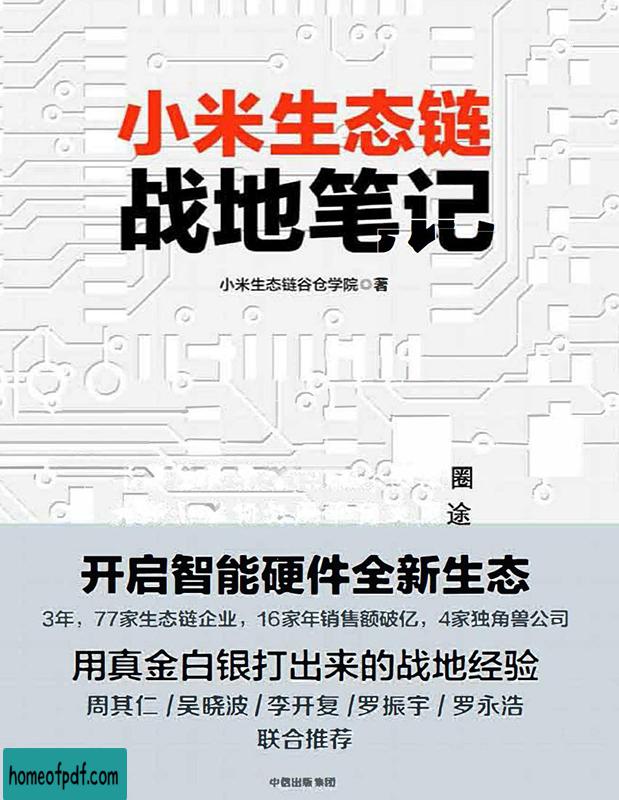 小米生态链
战地笔记
小米生态链谷仓学院◎著
圈
途
开启智能硬件全新生态
3年，77家生态链企业，16家年销售额破亿，4家独角兽公司
用真金白银打出来的战地经验
周其仁/吴晓波/李开复/罗振宇/罗永浩
联合推荐
中信出版集团
homeofpdf.com